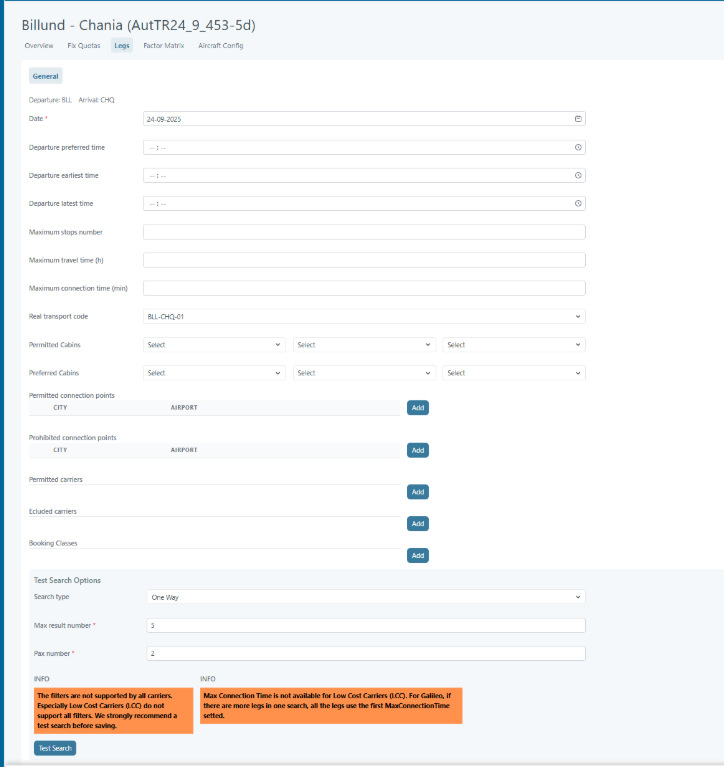 Billund - Chania (AutTR24_9_453-5d)
Overview Fix Quotas Legs Factor Matrix Aircraft Config
General
Departure: BLL Arrival: CHQ
Date * 24-09-2025
Departure preferred time -- : --
Departure earliest time -- : --
Departure latest time -- : --
Maximum stops number
Maximum travel time (h)
Maximum connection time (min)
Real transport code BLL-CHQ-01
Permitted Cabins Select Select Select
Preferred Cabins Select Select Select
Permitted connection points
CITY AIRPORT Add
Prohibited connection points
CITY AIRPORT Add
Permitted carriers
Add
Ecluded carriers
Add
Booking Classes
Add
Test Search Options
Search type One Way
Max result number * 5
Pax number * 2
INFO INFO
The filters are not supported by all carriers.
Especially Low Cost Carriers (LCC) do not
support all filters. We strongly recommend a
test search before saving.
Max Connection Time is not available for Low Cost Carriers (LCC). For Galileo, if
there are more legs in one search, all the legs use the first MaxConnectionTime
setted.
Test Search